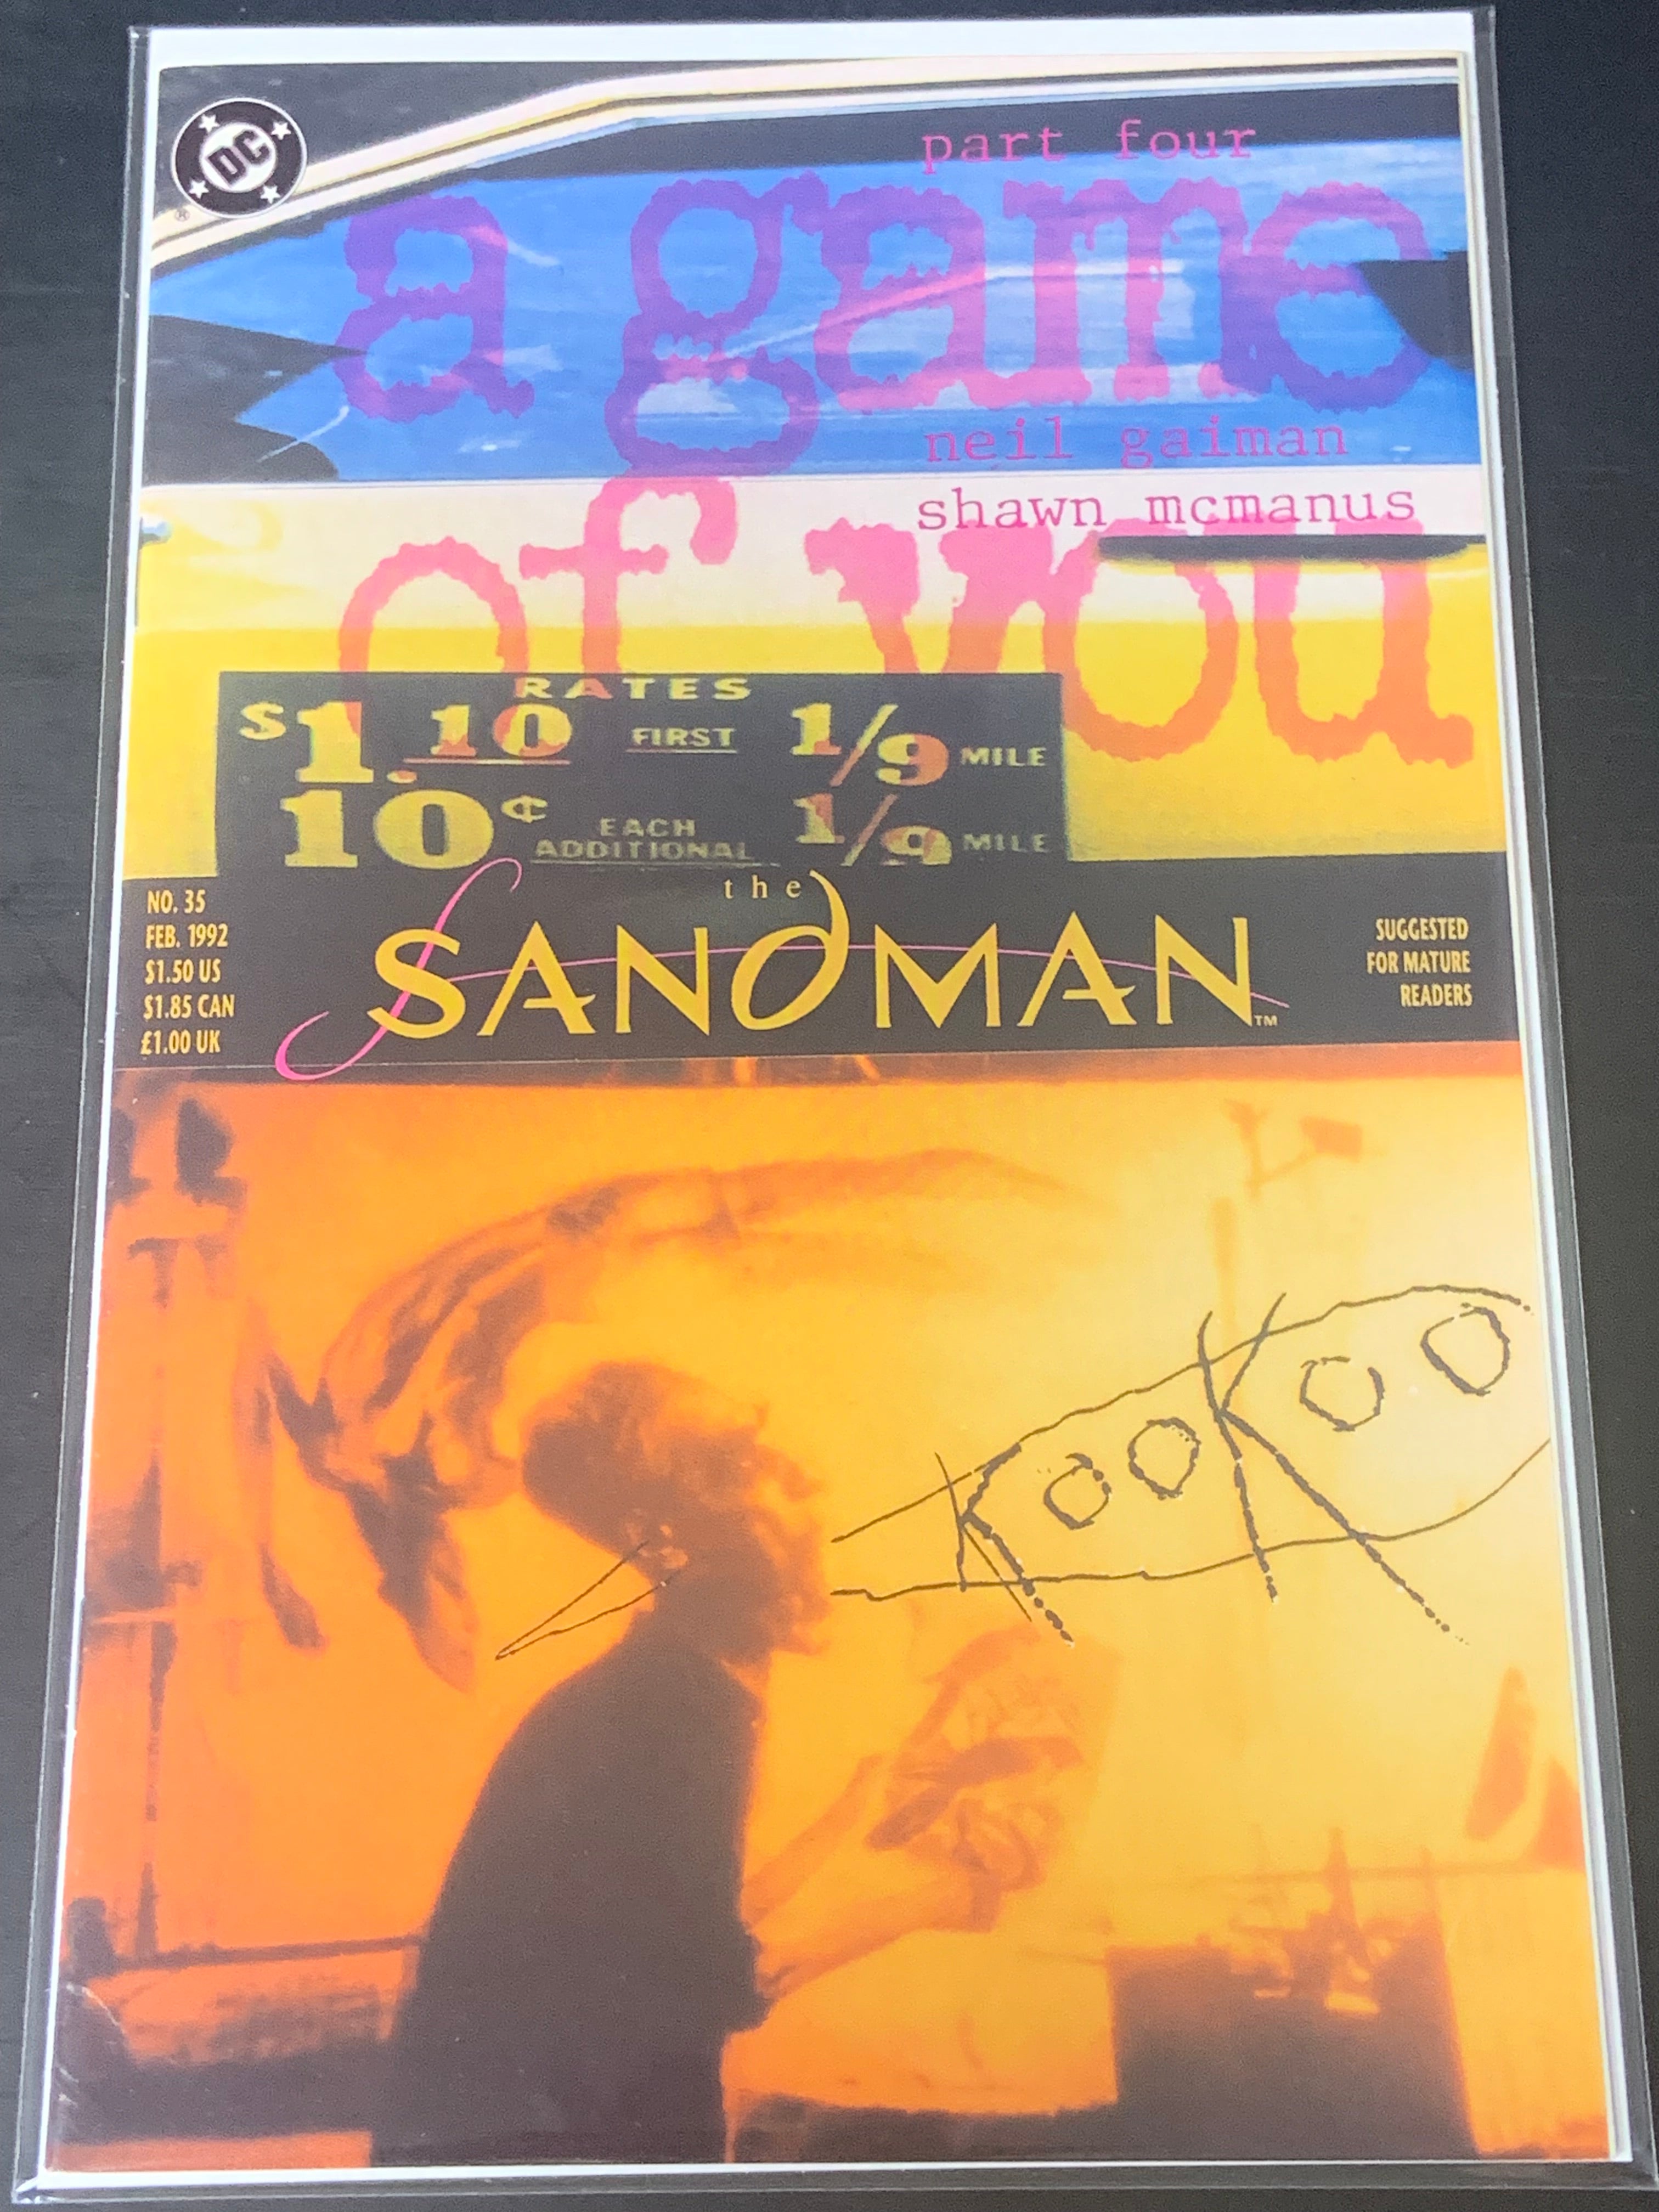 DC
®
part four
a game
neil gaiman
shawn mcmanus
of you
RATES
$1.10 FIRST 1/9 MILE
10¢ EACH ADDITIONAL 1/9 MILE
NO. 35
FEB. 1992
$1.50 US
$1.85 CAN
£1.00 UK
the
SANDMAN™
SUGGESTED
FOR MATURE
READERS
KOOKOO